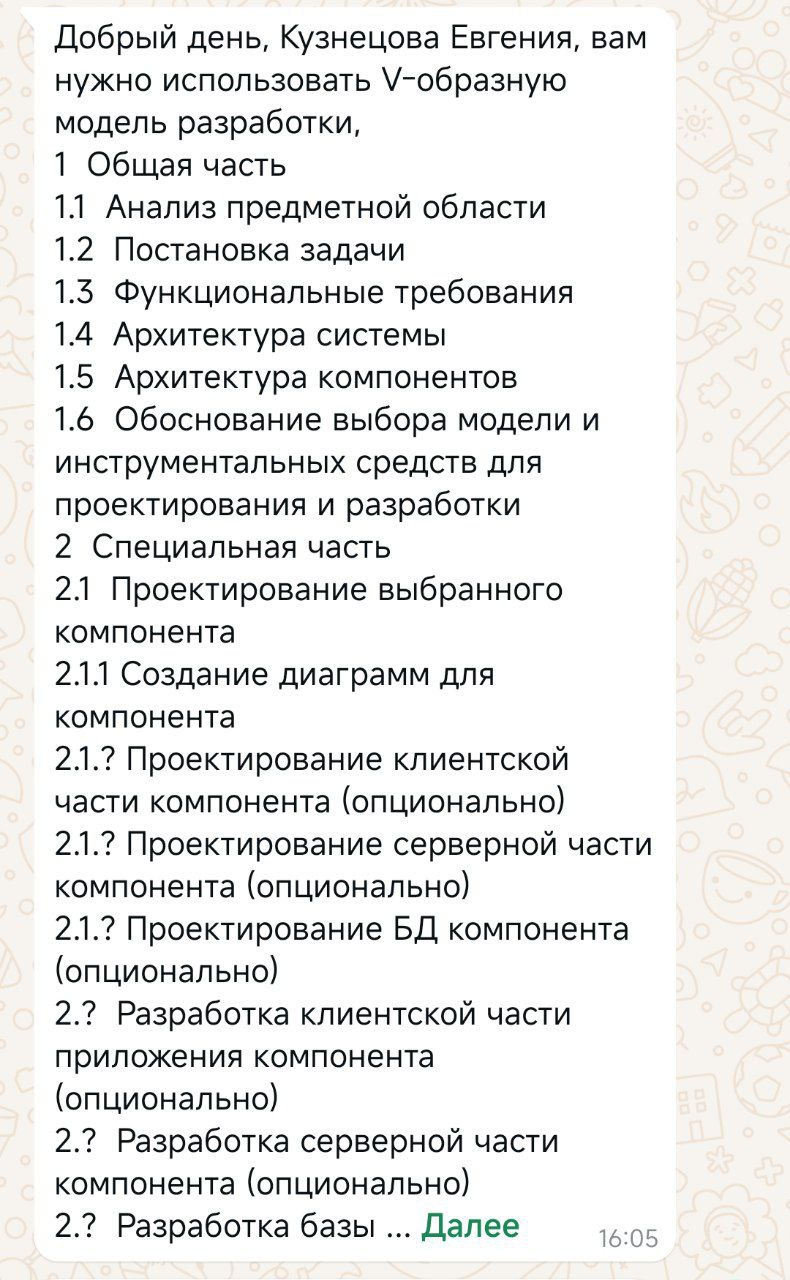 Добрый день, Кузнецова Евгения, вам
нужно использовать V-образную
модель разработки,
1  Общая часть
1.1  Анализ предметной области
1.2  Постановка задачи
1.3  Функциональные требования
1.4  Архитектура системы
1.5  Архитектура компонентов
1.6  Обоснование выбора модели и
инструментальных средств для
проектирования и разработки
2  Специальная часть
2.1  Проектирование выбранного
компонента
2.1.1 Создание диаграмм для
компонента
2.1.? Проектирование клиентской
части компонента (опционально)
2.1.? Проектирование серверной части
компонента (опционально)
2.1.? Проектирование БД компонента
(опционально)
2.?  Разработка клиентской части
приложения компонента
(опционально)
2.?  Разработка серверной части
компонента (опционально)
2.?  Разработка базы ... Далее
16:05